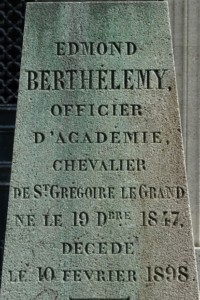 EDMOND
BERTHÉLEMY,
OFFICIER
D'ACADÉMIE,
CHEVALIER
DE ST. GRÉGOIRE LE GRAND
NÉ LE 19 DBRE 1847.
DÉCÉDÉ
LE 10 FÉVRIER 1898.